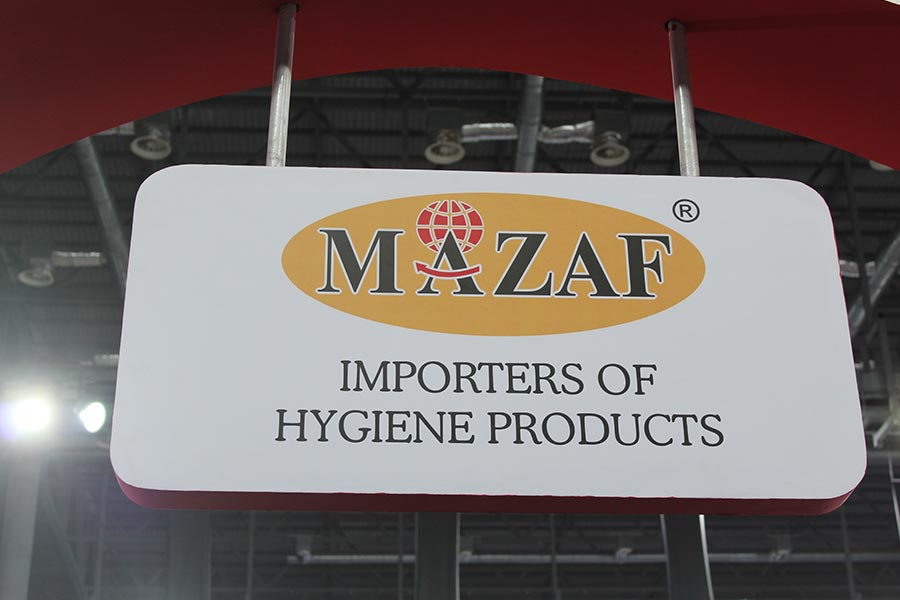 MAZAF ®
IMPORTERS OF
HYGIENE PRODUCTS